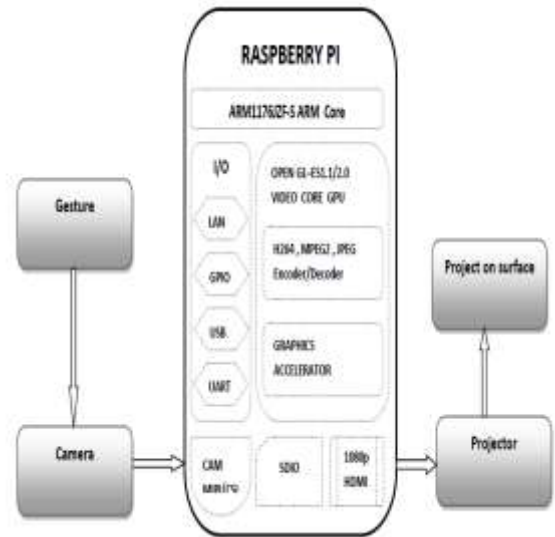 RASPBERRY PI
ARM1176JZF-S ARM Core
I/O
LAN
GPIO
USB
UART
OPEN GL-ES1.1/2.0
VIDEO CORE GPU
H264 , MPEG2 , JPEG
Encoder/Decoder
GRAPHICS
ACCELERATOR
CAM
SDIO
1080p
HDMI
Gesture
Camera
Project on surface
Projector